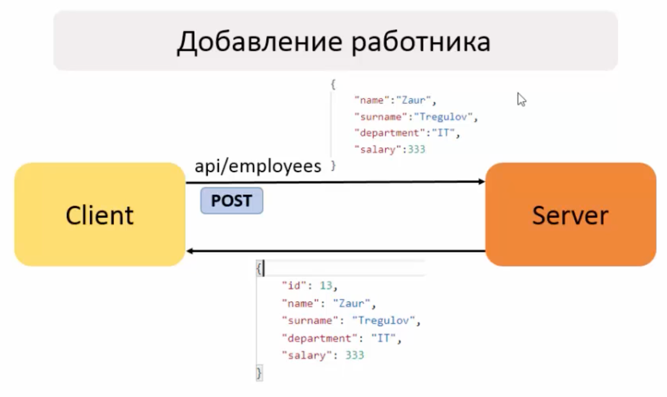 Добавление работника
{
"name":"Zaur",
"surname":"Tregulov",
"department":"IT",
"salary":333
}
api/employees
POST
Client
Server
{
"id": 13,
"name": "Zaur",
"surname": "Tregulov",
"department": "IT",
"salary": 333
}